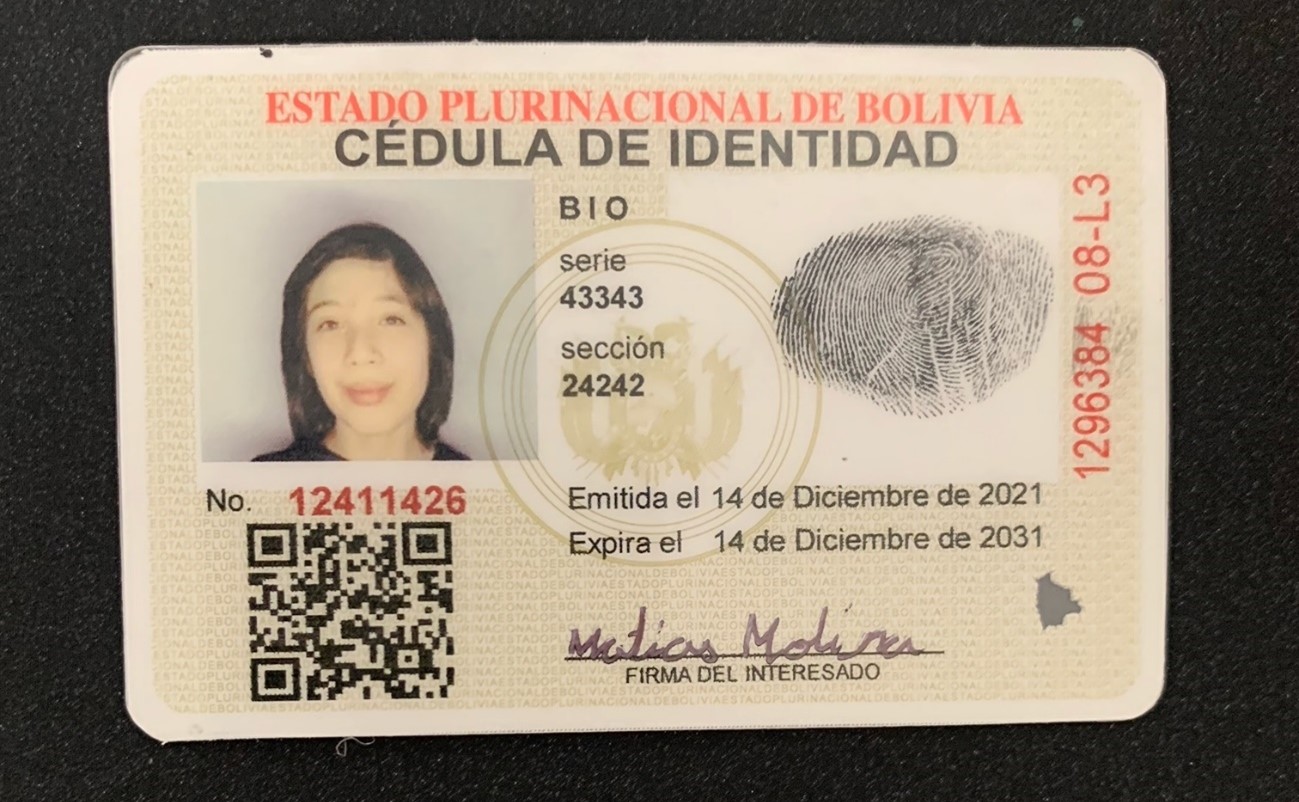 ESTADO PLURINACIONAL DE BOLIVIA
CÉDULA DE IDENTIDAD
BIO
serie
43343
sección
24242
1296384 08-L3
No. 12411426
Emitida el 14 de Diciembre de 2021
Expira el 14 de Diciembre de 2031
Matias Molina
FIRMA DEL INTERESADO